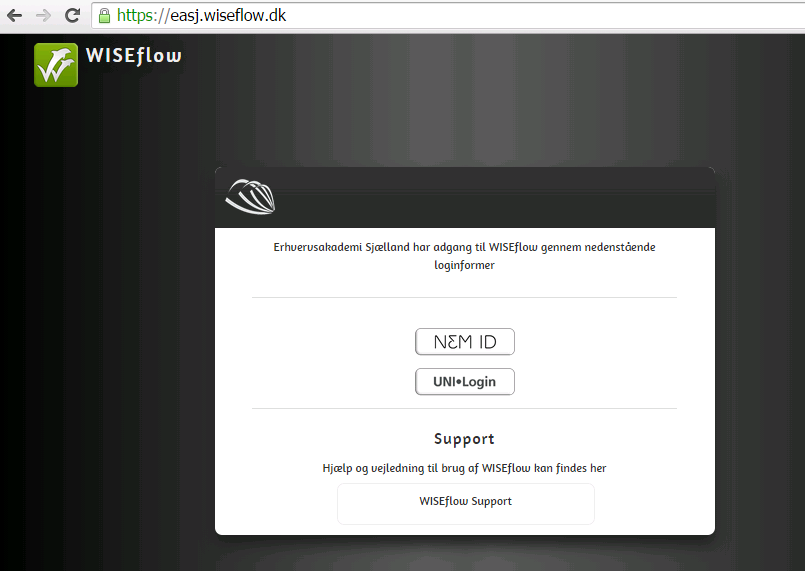 https://easj.wiseflow.dk
WISEflow
Erhvervsakademi Sjælland har adgang til WISEflow gennem nedenstående
loginformer
NEM ID
UNI•Login
Support
Hjælp og vejledning til brug af WISEflow kan findes her
WISEflow Support